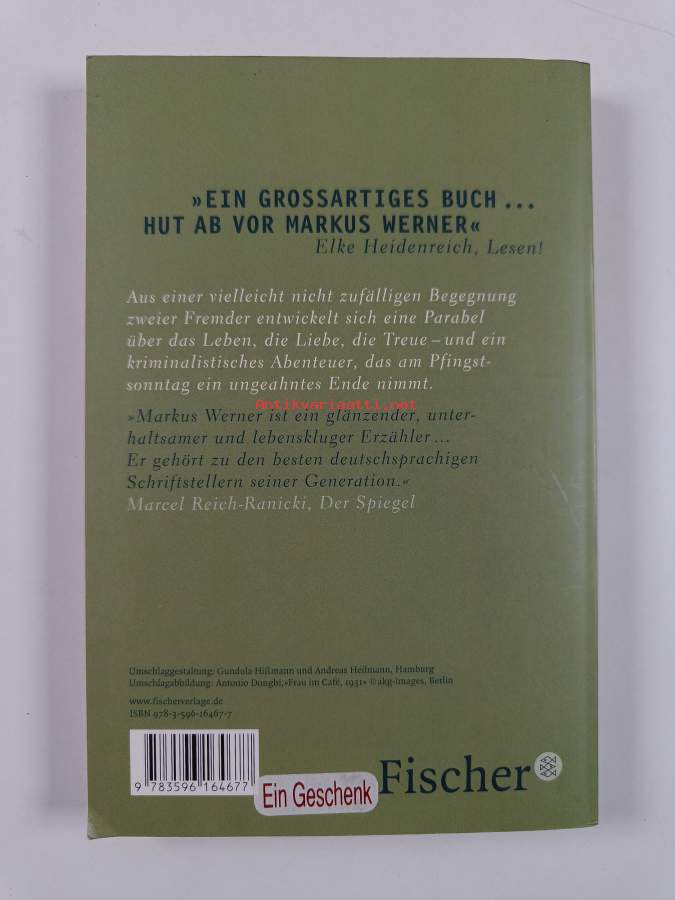 »EIN GROSSARTIGES BUCH...
HUT AB VOR MARKUS WERNER«
Elke Heidenreich, Lesen!
Aus einer vielleicht nicht zufälligen Begegnung
zweier Fremder entwickelt sich eine Parabel
über das Leben, die Liebe, die Treue – und ein
kriminalistisches Abenteuer, das am Pfingst-
sonntag ein ungeahntes Ende nimmt.
Antikvariaatti.net
»Markus Werner ist ein glänzender, unter-
haltsamer und lebenskluger Erzähler...
Er gehört zu den besten deutschsprachigen
Schriftstellern seiner Generation.«
Marcel Reich-Ranicki, Der Spiegel
Umschlaggestaltung: Gundula Hißmann und Andreas Heilmann, Hamburg
Umschlagabbildung: Antonio Donghi, »Frau im Café, 1931« © akg-images, Berlin
www.fischerverlage.de
ISBN 978-3-596-16467-7
9 783596 164677
Ein Geschenk
Fischer